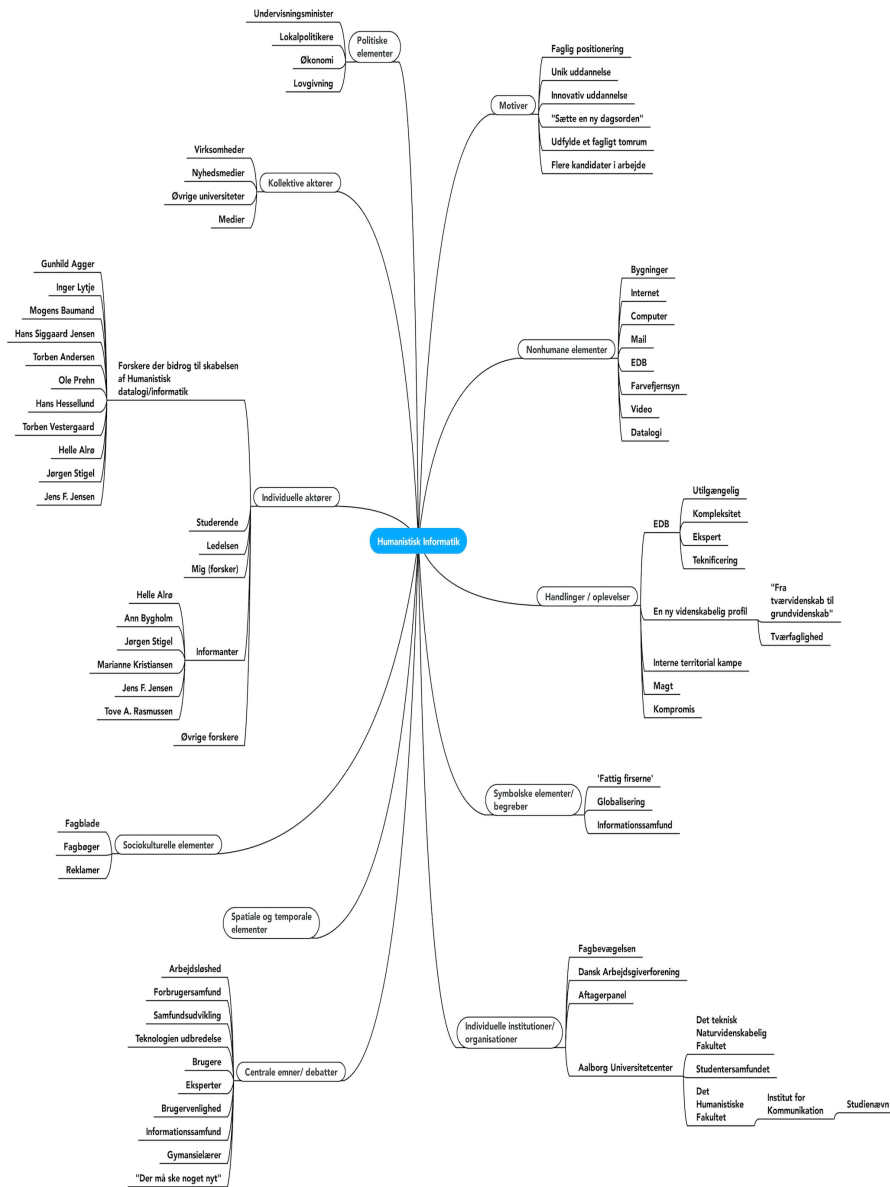 Humanistisk Informatik
Politiske
elementer
Undervisningsminister
Lokalpolitikere
Økonomi
Lovgivning
Kollektive aktører
Virksomheder
Nyhedsmedier
Øvrige universiteter
Medier
Individuelle aktører
Forskere der bidrog til skabelsen
af Humanistisk
datalogi/informatik
Gunhild Agger
Inger Lytje
Mogens Baumand
Hans Siggaard Jensen
Torben Andersen
Ole Prehn
Hans Hessellund
Torben Vestergaard
Helle Alrø
Jørgen Stigel
Jens F. Jensen
Studerende
Ledelsen
Mig (forsker)
Informanter
Helle Alrø
Ann Bygholm
Jørgen Stigel
Marianne Kristiansen
Jens F. Jensen
Tove A. Rasmussen
Øvrige forskere
Sociokulturelle elementer
Fagblade
Fagbøger
Reklamer
Spatiale og temporale
elementer
Centrale emner/ debatter
Arbejdsløshed
Forbrugersamfund
Samfundsudvikling
Teknologien udbredelse
Brugere
Eksperter
Brugervenlighed
Informationssamfund
Gymansielærer
"Der må ske noget nyt"
Motiver
Faglig positionering
Unik uddannelse
Innovativ uddannelse
"Sætte en ny dagsorden"
Udfylde et fagligt tomrum
Flere kandidater i arbejde
Nonhumane elementer
Bygninger
Internet
Computer
Mail
EDB
Farvefjernsyn
Video
Datalogi
Handlinger / oplevelser
EDB
Utilgængelig
Kompleksitet
Ekspert
Teknificering
En ny videnskabelig profil
"Fra
tværvidenskab til
grundvidenskab"
Tværfaglighed
Interne territorial kampe
Magt
Kompromis
Symbolske elementer/
begreber
'Fattig firserne'
Globalisering
Informationssamfund
Individuelle institutioner/
organisationer
Fagbevægelsen
Dansk Arbejdsgiverforening
Aftagerpanel
Aalborg Universitetcenter
Det teknisk
Naturvidenskabelig
Fakultet
Studentersamfundet
Det
Humanistiske
Fakultet
Institut for
Kommunikation
Studienævn